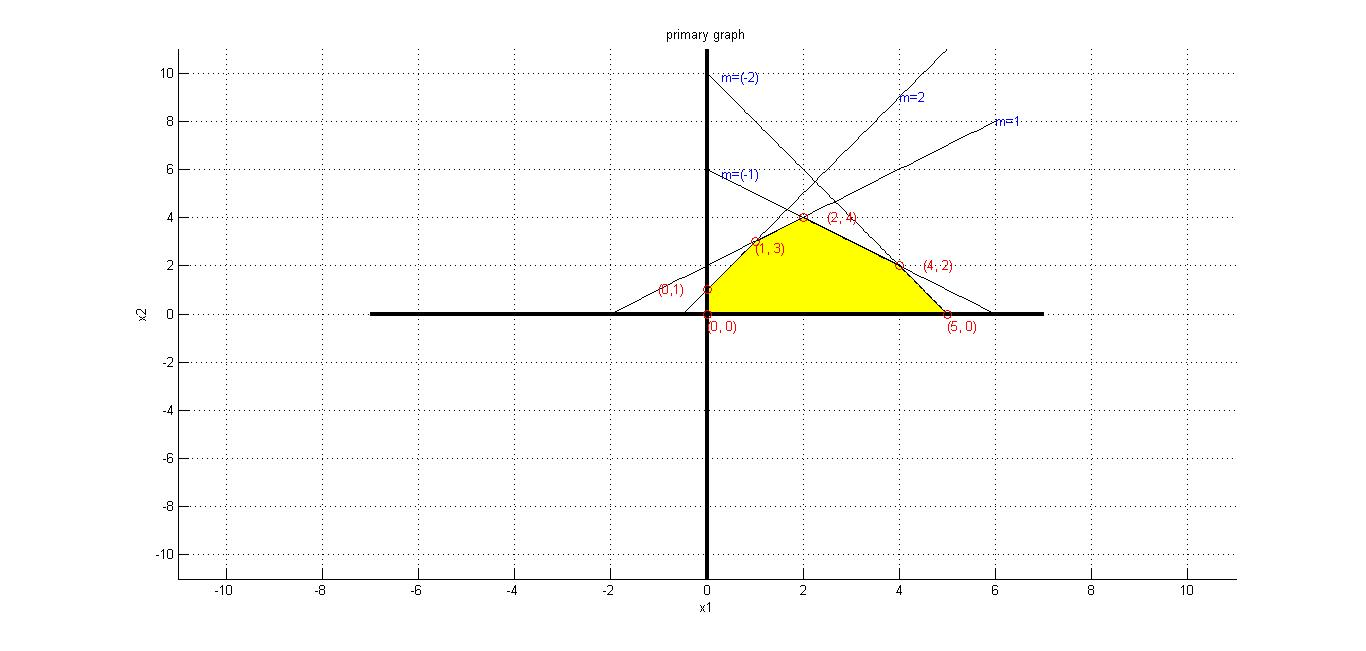 primary graph
10
m=(-2)
m=2
8
m=1
6
m=(-1)
4
(2, 4)
(1, 3)
2
(4, 2)
(0,1)
x2
0
(0, 0)
(5, 0)
-2
-4
-6
-8
-10
-10 -8 -6 -4 -2 0 2 4 6 8 10
x1